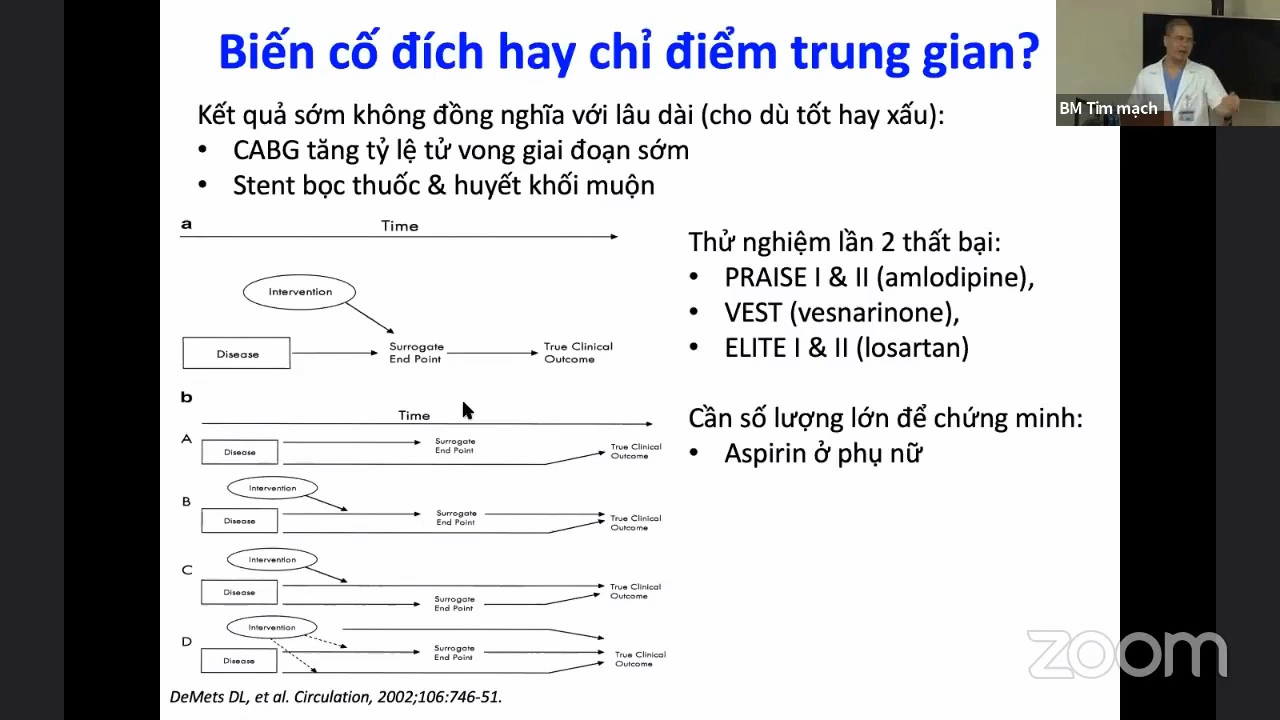 Biến cố đích hay chỉ điểm trung gian?
BM Tim mạch
Kết quả sớm không đồng nghĩa với lâu dài (cho dù tốt hay xấu):
• CABG tăng tỷ lệ tử vong giai đoạn sớm
• Stent bọc thuốc & huyết khối muộn
a
Time
Intervention
Disease
Surrogate
End Point
True Clinical
Outcome
b
Time
A
Disease
Surrogate
End Point
True Clinical
Outcome
B
Intervention
Disease
Surrogate
End Point
True Clinical
Outcome
C
Intervention
Disease
Surrogate
End Point
True Clinical
Outcome
D
Intervention
Disease
Surrogate
End Point
True Clinical
Outcome
Thử nghiệm lần 2 thất bại:
• PRAISE I & II (amlodipine),
• VEST (vesnarinone),
• ELITE I & II (losartan)
Cần số lượng lớn để chứng minh:
• Aspirin ở phụ nữ
DeMets DL, et al. Circulation, 2002;106:746-51.
zoom